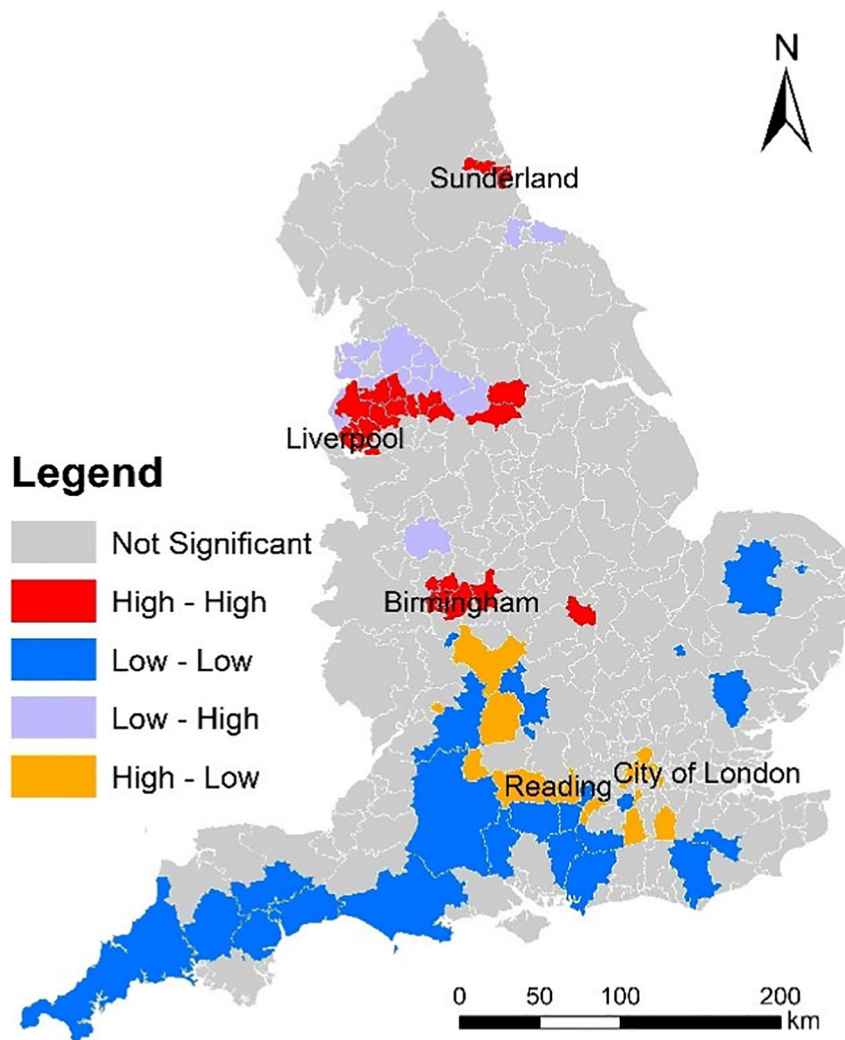 N
Sunderland
Liverpool
Legend
Not Significant
High - High
Birmingham
Low - Low
Low - High
High - Low
Reading
City of London
0 50 100 200
km